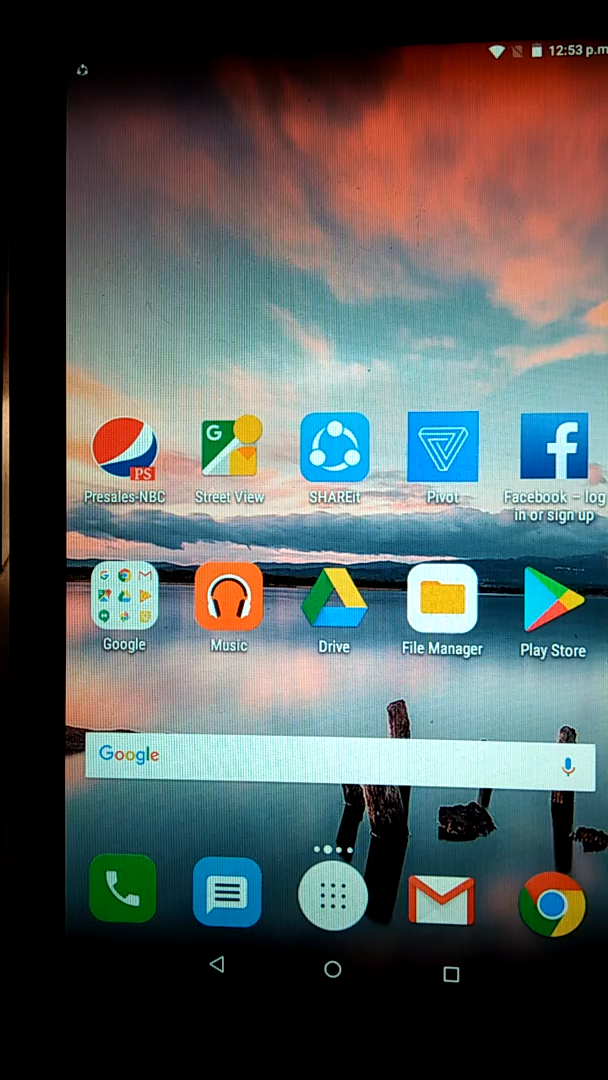 12:53 p.m
PS
Presales-NBC
G
Street View
SHAREit
Pivot
Facebook – log
in or sign up
Google
Music
Drive
File Manager
Play Store
Google